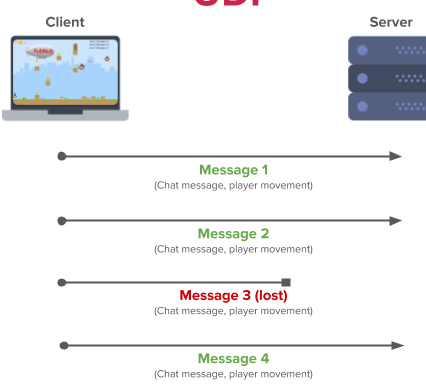 UDP
Client
Server
PubNub
Message 1
(Chat message, player movement)
Message 2
(Chat message, player movement)
Message 3 (lost)
(Chat message, player movement)
Message 4
(Chat message, player movement)